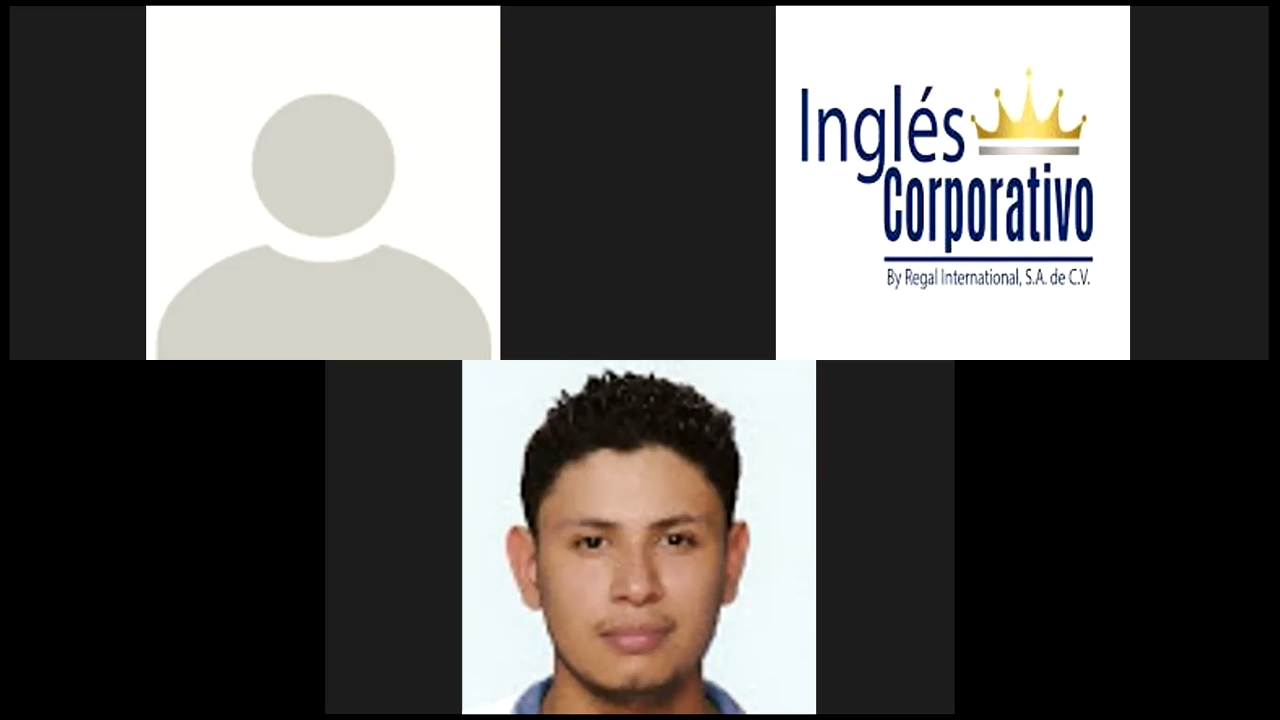 Inglés
Corporativo
By Regal International, S.A. de C.V.